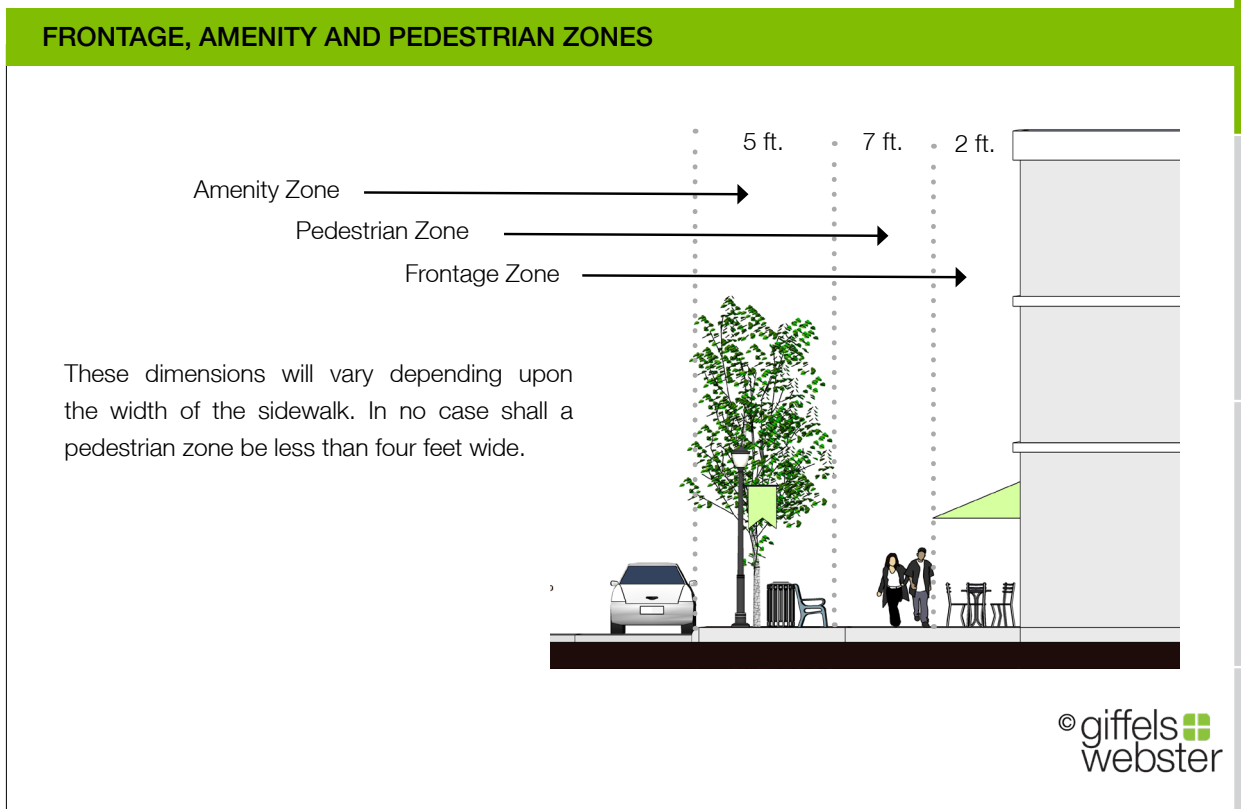 FRONTAGE, AMENITY AND PEDESTRIAN ZONES
5 ft.
7 ft.
2 ft.
Amenity Zone
Pedestrian Zone
Frontage Zone
These dimensions will vary depending upon
the width of the sidewalk. In no case shall a
pedestrian zone be less than four feet wide.
© giffels
webster